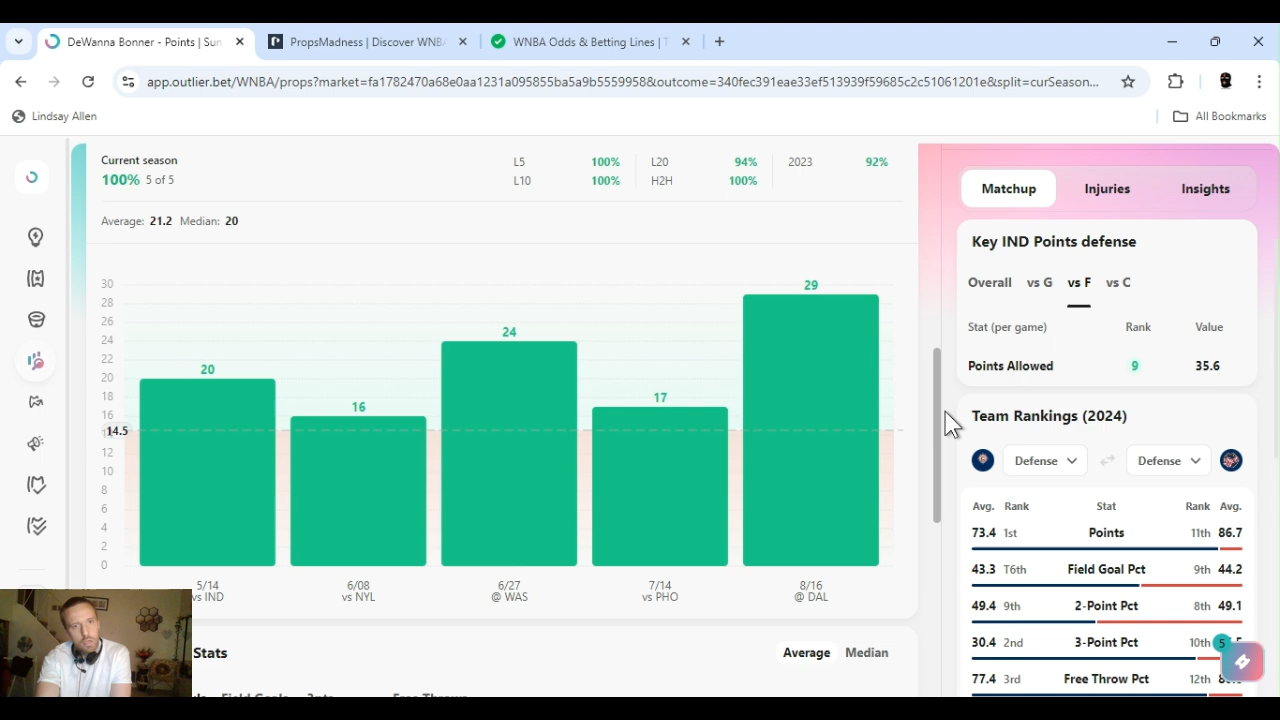 DeWanna Bonner - Points | Sun
PropsMadness | Discover WNB
WNBA Odds & Betting Lines | T
app.outlier.bet/WNBA/props?market=fa1782470a68e0aa1231a095855ba5a9b5559958&outcome=340fec391eae33ef513939f59685c2c51061201e&split=curSeason...
Lindsay Allen
All Bookmarks
Current season
100% 5 of 5
L5 100% L20 94% 2023 92%
L10 100% H2H 100%
Average: 21.2 Median: 20
30
28
26
24
22
20
18
16
14.5
12
10
8
6
4
2
0
20
16
24
17
29
5/14
vs IND
6/08
vs NYL
6/27
@ WAS
7/14
vs PHO
8/16
@ DAL
Stats
Average Median
Field Goals 3pts Free Throws
Matchup Injuries Insights
Key IND Points defense
Overall vs G vs F vs C
Stat (per game) Rank Value
Points Allowed 9 35.6
Team Rankings (2024)
Defense Defense
Avg. Rank Stat Rank Avg.
73.4 1st Points 11th 86.7
43.3 T6th Field Goal Pct 9th 44.2
49.4 9th 2-Point Pct 8th 49.1
30.4 2nd 3-Point Pct 10th
5
77.4 3rd Free Throw Pct 12th